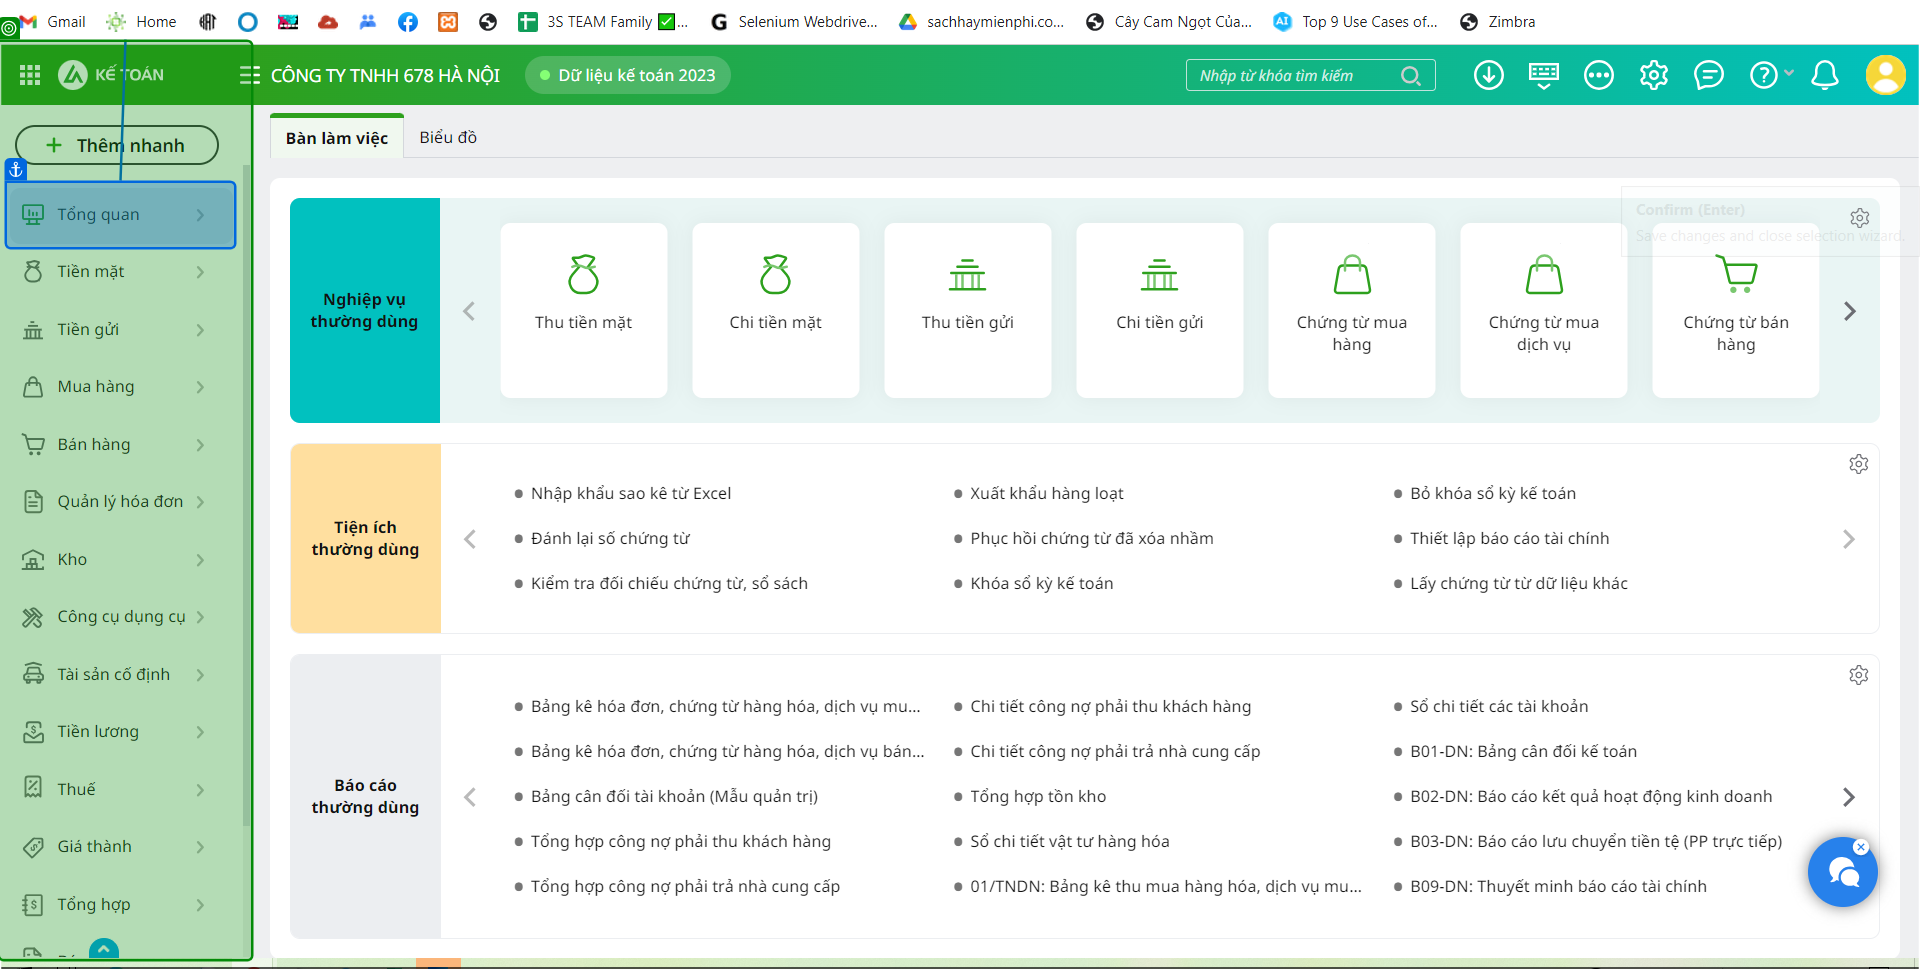 Gmail
Home
3S TEAM Family ✅...
Selenium Webdrive...
sachhaymienphi.co...
Cây Cam Ngọt Của...
Top 9 Use Cases of...
Zimbra
KẾ TOÁN
CÔNG TY TNHH 678 HÀ NỘI
Dữ liệu kế toán 2023
Nhập từ khóa tìm kiếm
Thêm nhanh
Bàn làm việc
Biểu đồ
Tổng quan
Tiền mặt
Tiền gửi
Mua hàng
Bán hàng
Quản lý hóa đơn
Kho
Công cụ dụng cụ
Tài sản cố định
Tiền lương
Thuế
Giá thành
Tổng hợp
Confirm (Enter)
Save changes and close selection wizard.
Nghiệp vụ
thường dùng
Thu tiền mặt
Chi tiền mặt
Thu tiền gửi
Chi tiền gửi
Chứng từ mua
hàng
Chứng từ mua
dịch vụ
Chứng từ bán
hàng
Tiện ích
thường dùng
Nhập khẩu sao kê từ Excel
Xuất khẩu hàng loạt
Bỏ khóa sổ kỳ kế toán
Đánh lại số chứng từ
Phục hồi chứng từ đã xóa nhầm
Thiết lập báo cáo tài chính
Kiểm tra đối chiếu chứng từ, sổ sách
Khóa sổ kỳ kế toán
Lấy chứng từ từ dữ liệu khác
Báo cáo
thường dùng
Bảng kê hóa đơn, chứng từ hàng hóa, dịch vụ mu...
Chi tiết công nợ phải thu khách hàng
Sổ chi tiết các tài khoản
Bảng kê hóa đơn, chứng từ hàng hóa, dịch vụ bán...
Chi tiết công nợ phải trả nhà cung cấp
B01-DN: Bảng cân đối kế toán
Bảng cân đối tài khoản (Mẫu quản trị)
Tổng hợp tồn kho
B02-DN: Báo cáo kết quả hoạt động kinh doanh
Tổng hợp công nợ phải thu khách hàng
Sổ chi tiết vật tư hàng hóa
B03-DN: Báo cáo lưu chuyển tiền tệ (PP trực tiếp)
Tổng hợp công nợ phải trả nhà cung cấp
01/TNDN: Bảng kê thu mua hàng hóa, dịch vụ mu...
B09-DN: Thuyết minh báo cáo tài chính